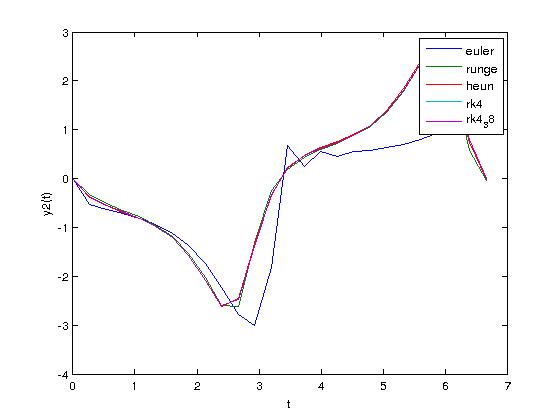 3
2
1
0
-1
-2
-3
-4
0 1 2 3 4 5 6 7
y2(t)
t
euler
runge
heun
rk4
rk4₃8